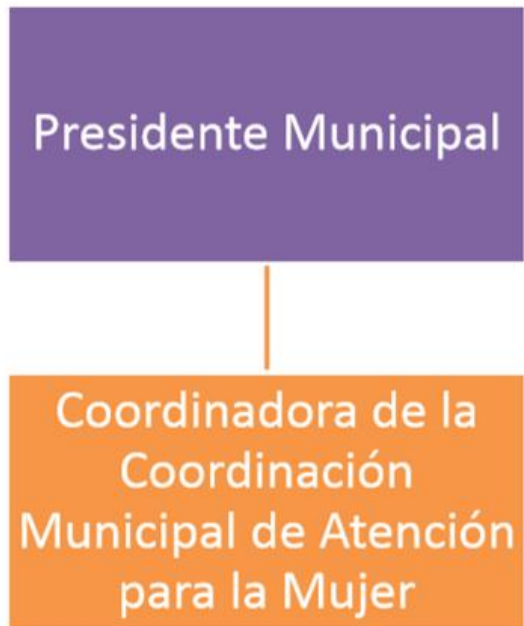 Presidente Municipal
Coordinadora de la
Coordinación
Municipal de Atención
para la Mujer